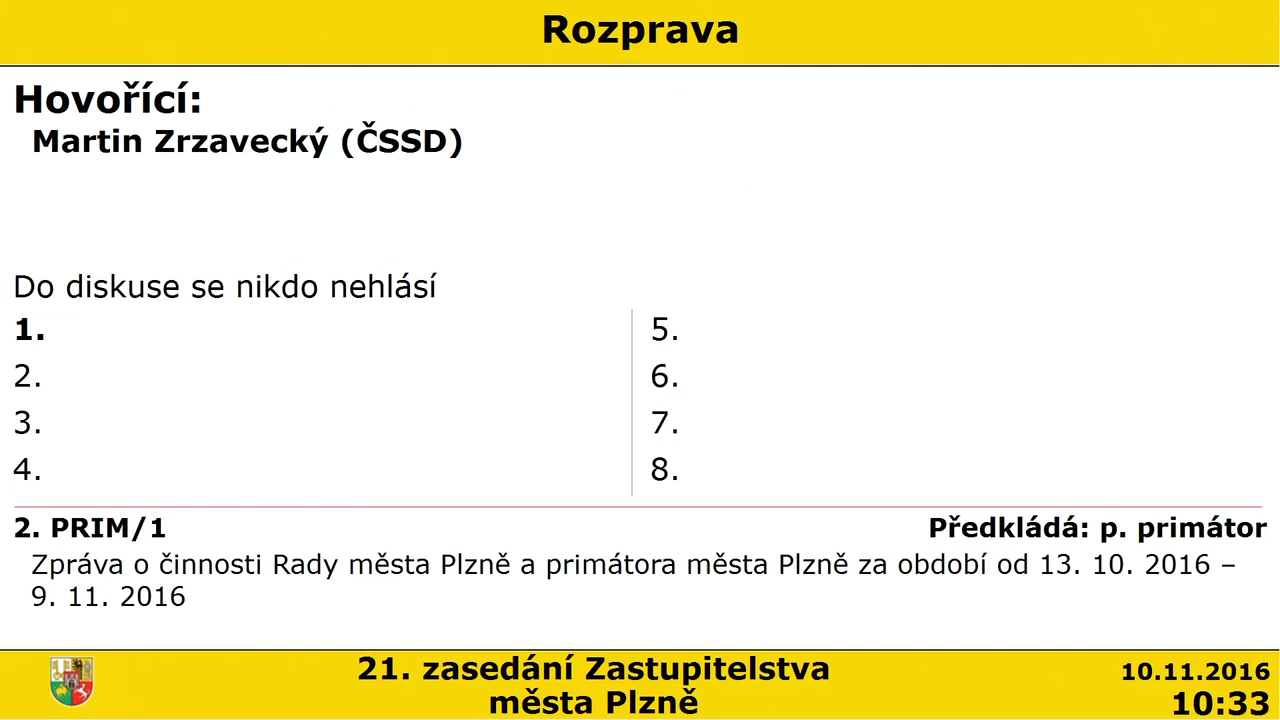 Rozprava
Hovořící:
Martin Zrzavecký (ČSSD)
Do diskuse se nikdo nehlásí
1.
2.
3.
4.
5.
6.
7.
8.
2. PRIM/1
Předkládá: p. primátor
Zpráva o činnosti Rady města Plzně a primátora města Plzně za období od 13. 10. 2016 –
9. 11. 2016
21. zasedání Zastupitelstva
města Plzně
10.11.2016
10:33